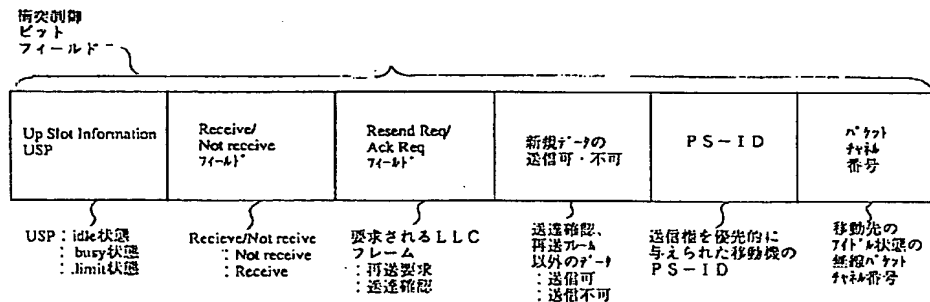 衝突制御
ビット
フィールド
Up Slot Information
USP
Receive/
Not receive
フィールド
Resend Req/
Ack Req
フィールド
新規データの
送信可・不可
PS-ID
パケット
チャネル
番号
USP：idle状態
：busy状態
：limit状態
Recieve/Not recive
：Not receive
：Receive
要求されるLLC
フレーム
：再送要求
：送達確認
送達確認、
再送フレーム
以外のデータ
：送信可
：送信不可
送信権を優先的に
与えられた移動機の
PS-ID
移動先の
アイドル状態の
無線パケット
チャネル番号